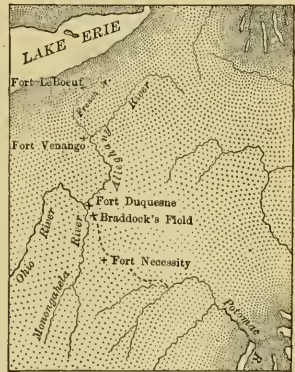 LAKE ERIE
Fort LeBoeuf
French
Allegheny River
Fort Venango
Fort Duquesne
Braddock's Field
Ohio River
Monongahela River
Fort Necessity
Potomac R.